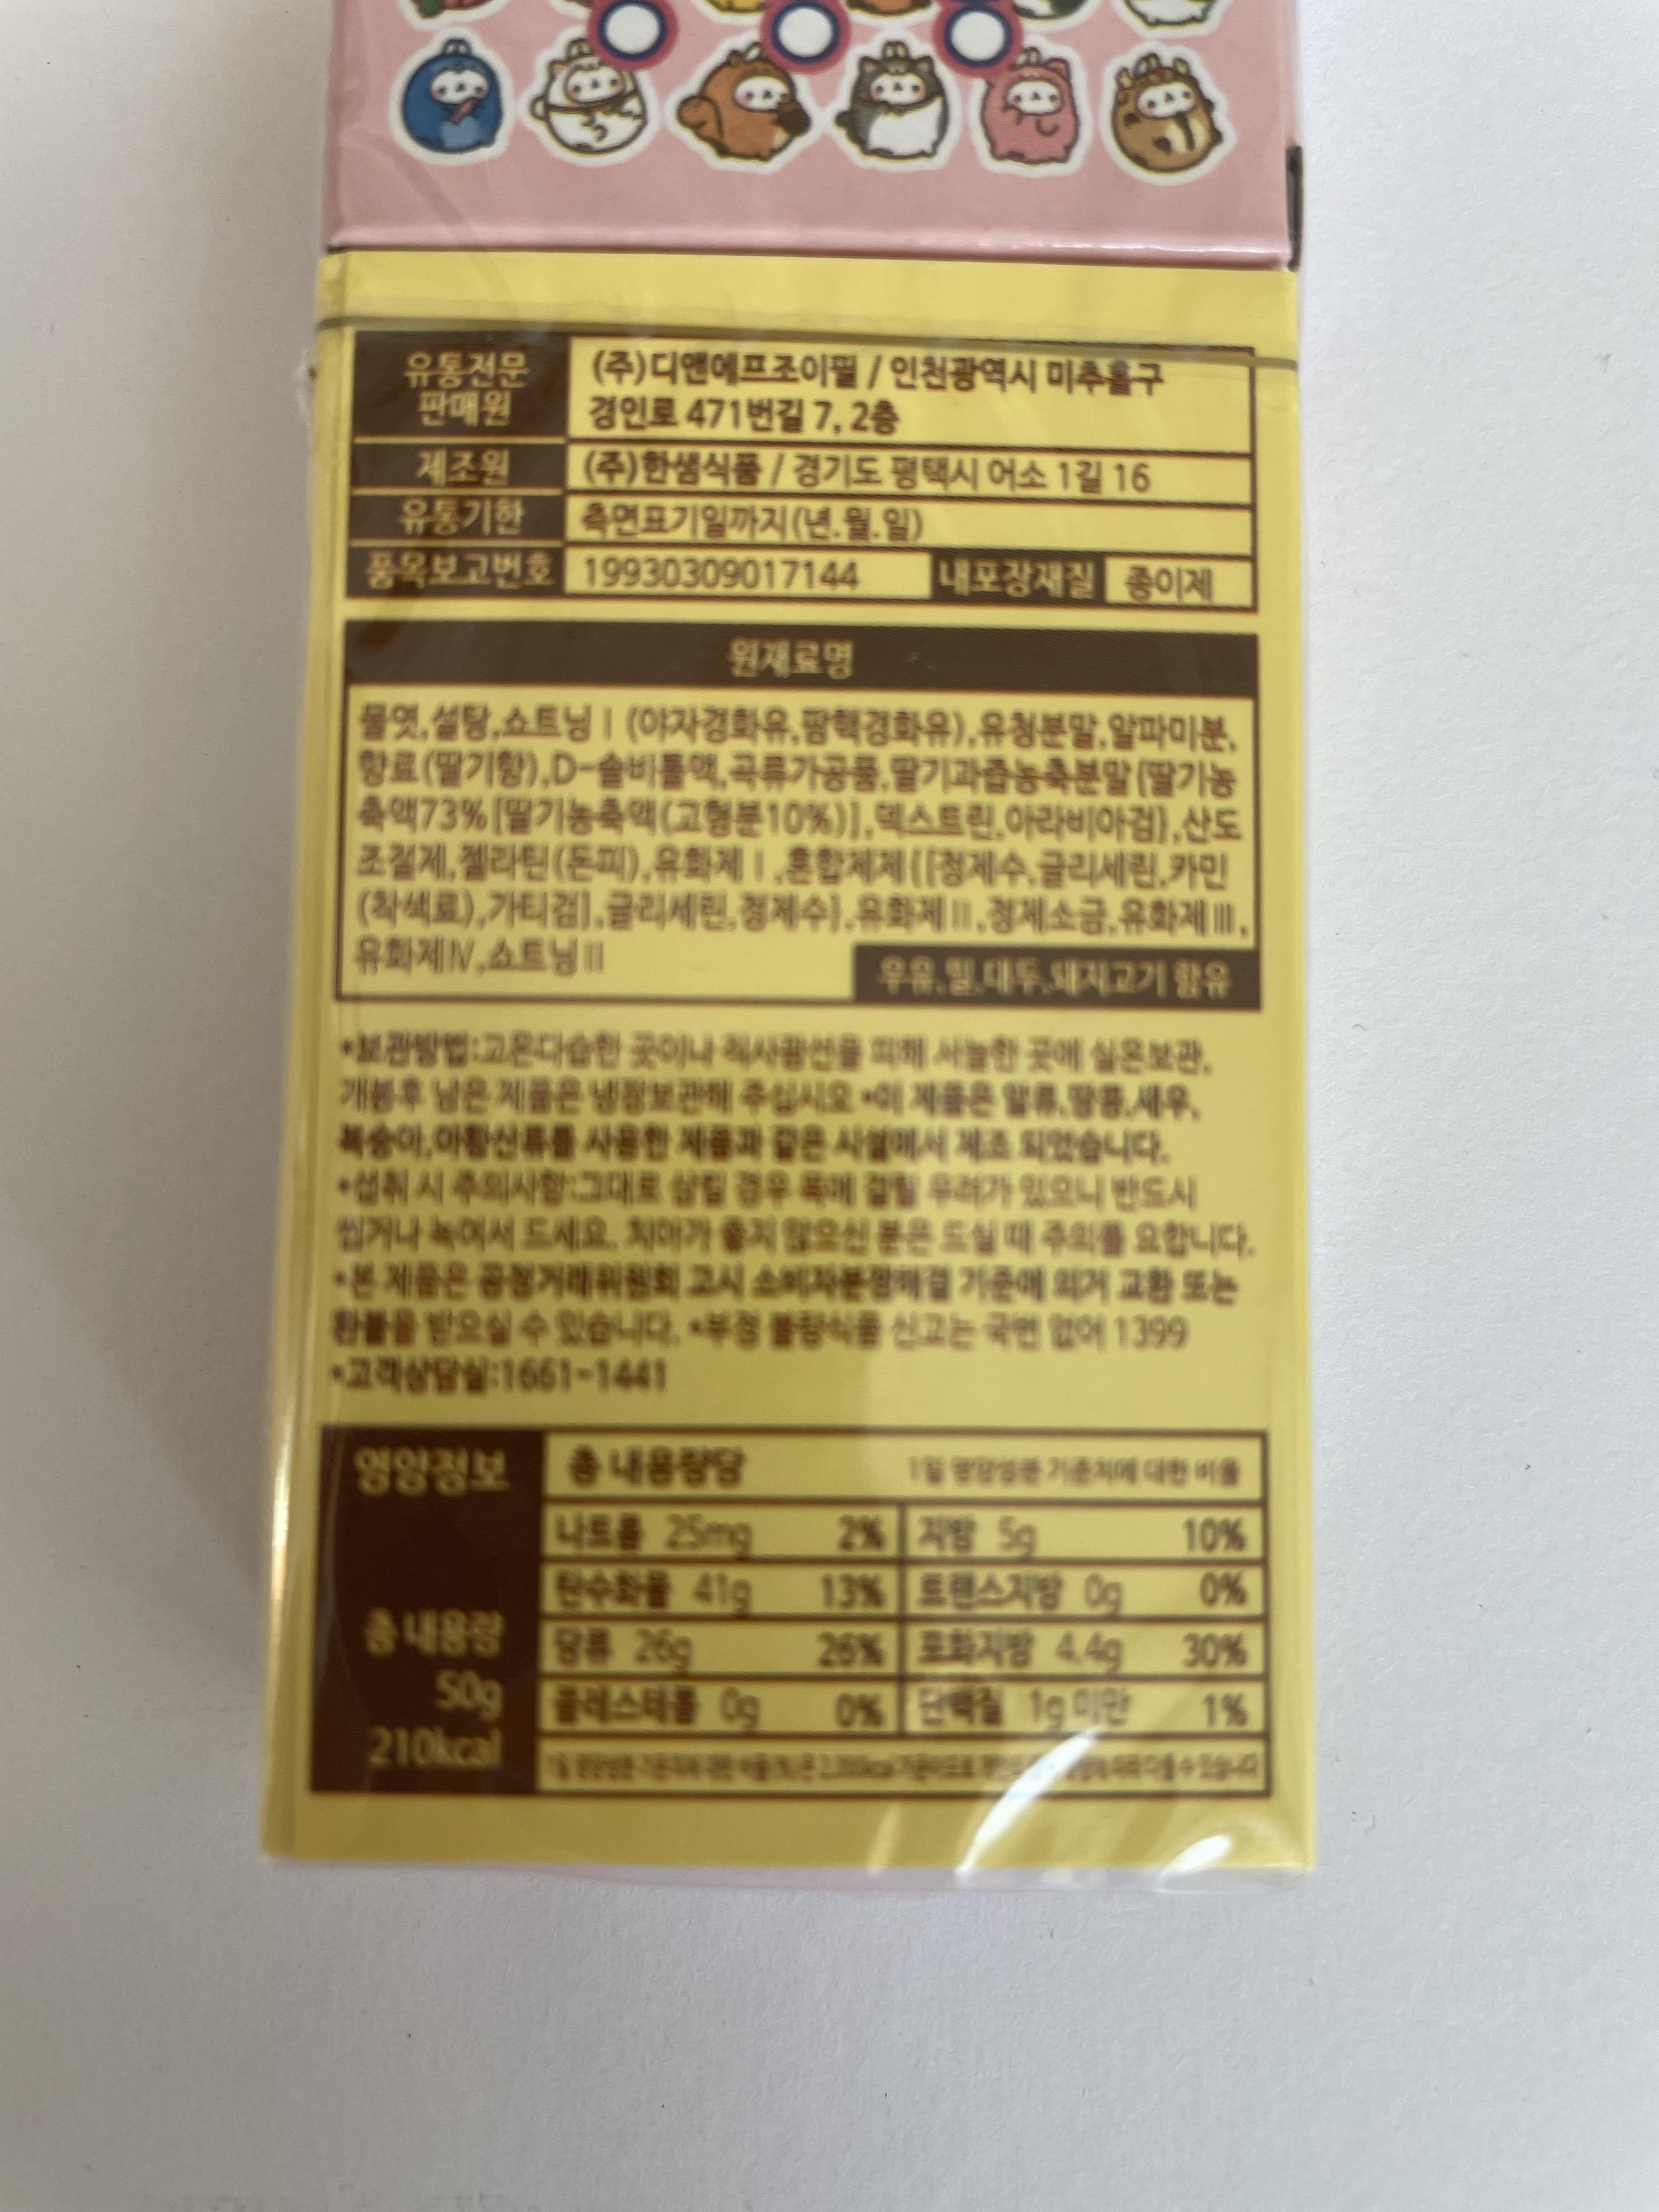 유통전문
판매원
(주)디앤에프조이필 / 인천광역시 미추홀구
경인로 471번길 7, 2층
제조원
(주)한샘식품 / 경기도 평택시 어소 1길 16
유통기한
측면표기일까지(년.월.일)
품목보고번호
19930309017144
내포장재질
종이제
원재료명
물엿,설탕,쇼트닝Ⅰ(야자경화유,팜핵경화유),유청분말,알파미분,
향료(딸기향),D-솔비톨액,곡류가공품,딸기과즙농축분말{딸기농
축액73%[딸기농축액(고형분10%)],덱스트린,아라비아검},산도
조절제,젤라틴(돈피),유화제Ⅰ,혼합제제{[정제수,글리세린,카민
(착색료),가티검],글리세린,정제수},유화제Ⅱ,정제소금,유화제Ⅲ,
유화제Ⅳ,쇼트닝Ⅱ
우유,밀,대두,돼지고기 함유
*보관방법:고온다습한 곳이나 직사광선을 피해 서늘한 곳에 실온보관,
개봉후 남은 제품은 냉장보관해 주십시오 *이 제품은 알류,땅콩,새우,
복숭아,아황산류를 사용한 제품과 같은 시설에서 제조 되었습니다.
*섭취 시 주의사항:그대로 삼킬 경우 목에 걸릴 우려가 있으니 반드시
씹거나 녹여서 드세요. 치아가 좋지 않으신 분은 드실 때 주의를 요합니다.
*본 제품은 공정거래위원회 고시 소비자분쟁해결 기준에 의거 교환 또는
환불을 받으실 수 있습니다. *부정 불량식품 신고는 국번 없이 1399
*고객상담실:1661-1441
영양정보
총 내용량
50g
210kcal
총 내용량당 1일 영양성분 기준치에 대한 비율
나트륨 25mg 2% 지방 5g 10%
탄수화물 41g 13% 트랜스지방 0g 0%
당류 26g 26% 포화지방 4.4g 30%
콜레스테롤 0g 0% 단백질 1g 미만 1%
1일 영양성분 기준치에 대한 비율(%)은 2,000kcal 기준이므로